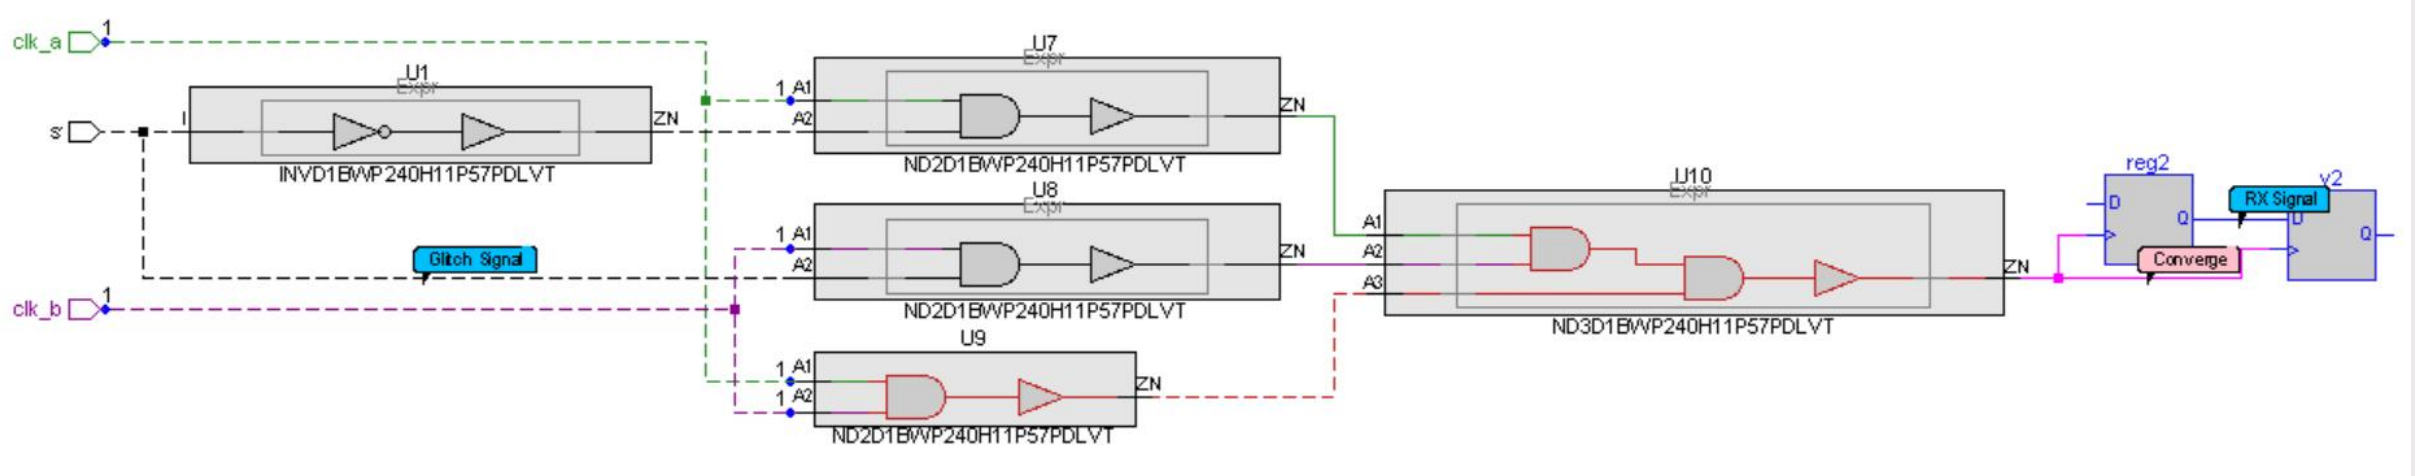 clk_a
1
U1
Expr
s
I
ZN
INVD1BWP240H11P57PDLVT
U7
Expr
1 A1
A2
ZN
ND2D1BWP240H11P57PDLVT
U8
Expr
1 A1
A2
ZN
ND2D1BWP240H11P57PDLVT
Glitch Signal
clk_b
1
U9
1 A1
1 A2
ZN
ND2D1BWP240H11P57PDLVT
U10
Expr
A1
A2
A3
ZN
ND3D1BWP240H11P57PDLVT
reg2
D
Q
RX Signal
Converge
D
Q